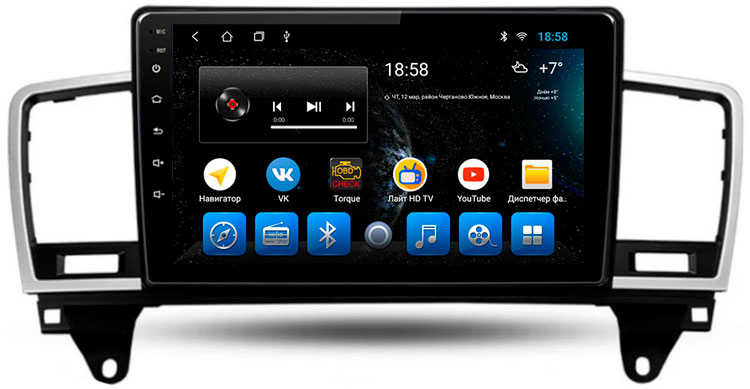 MIC
18:58
RST
18:58
+7°
ЧТ, 12 мар, район Чертаново Южное, Москва
Днём +8°
Ночью +5°
0:00
0:00
OBD
CHECK
Навигатор
VK
Torque
Лайт HD TV
YouTube
Диспетчер фа..